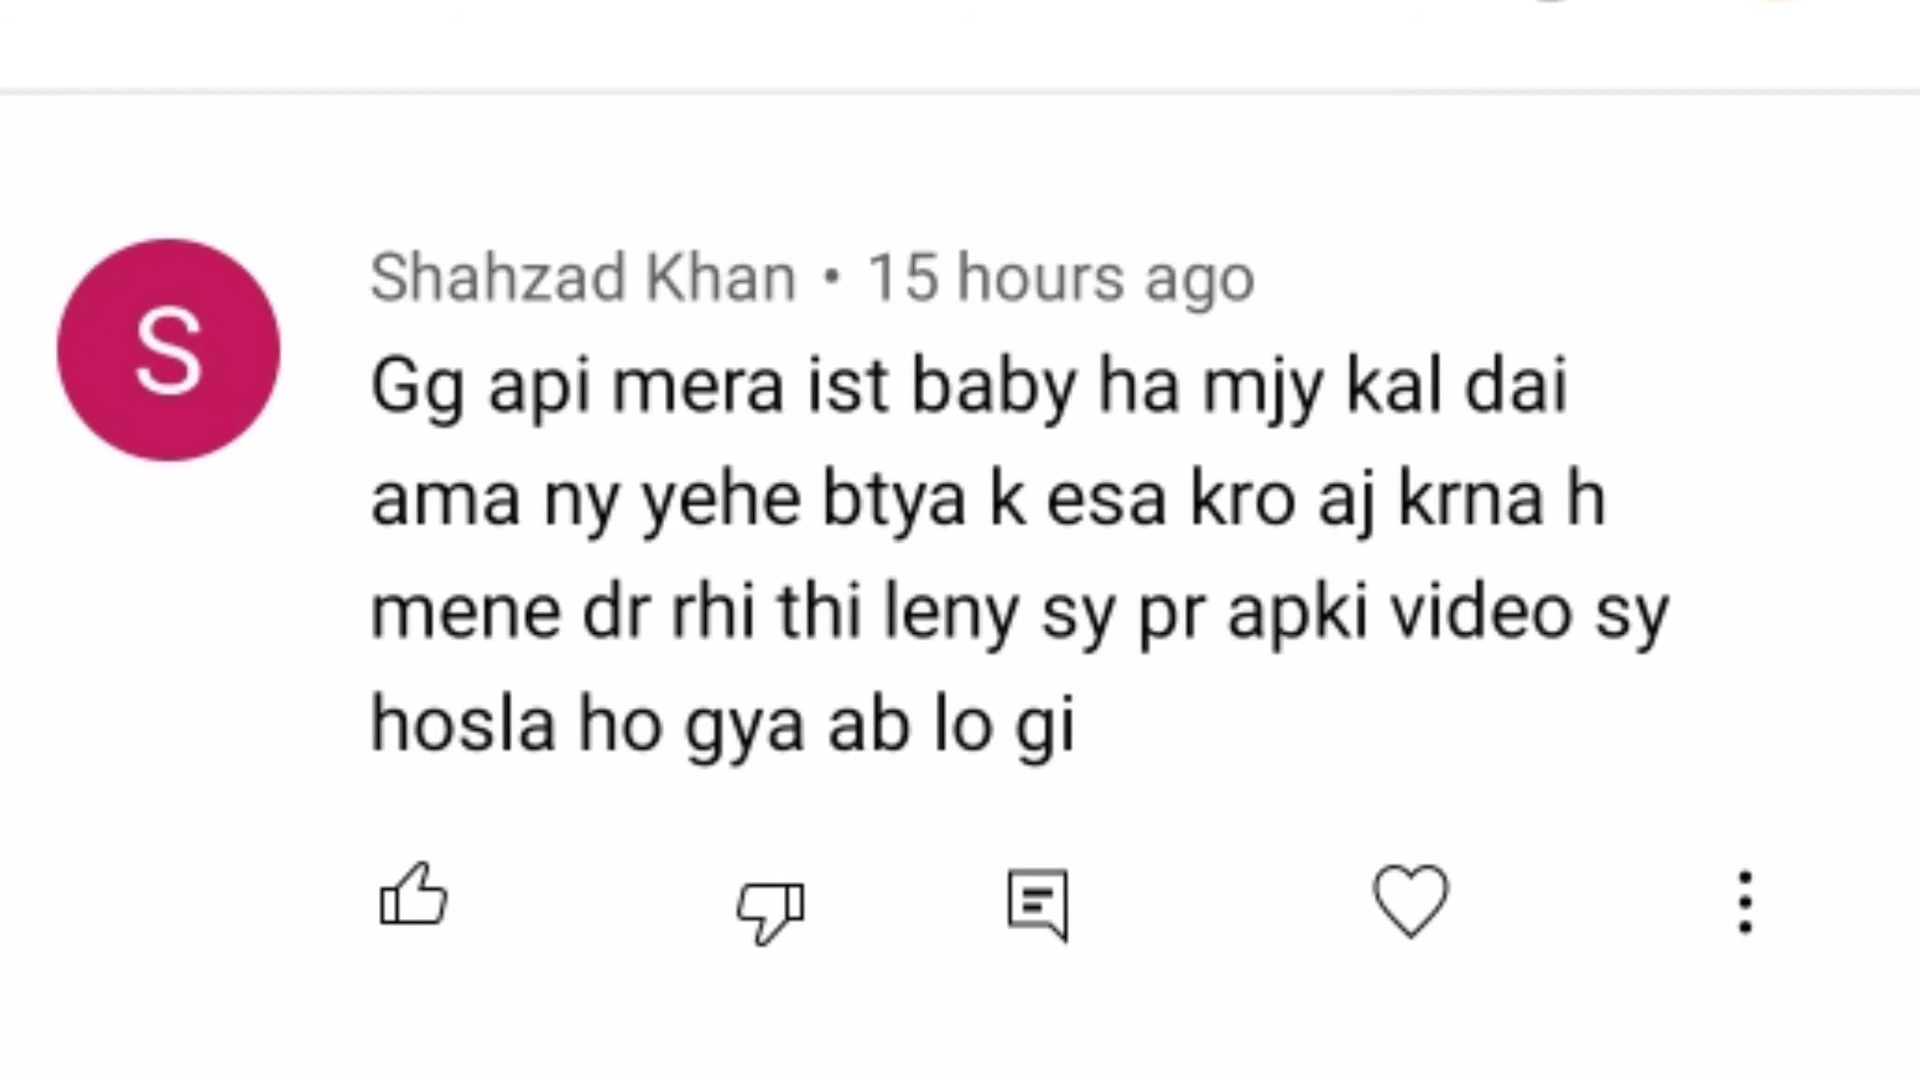 S
Shahzad Khan • 15 hours ago
Gg api mera ist baby ha mjy kal dai
ama ny yehe btya k esa kro aj krna h
mene dr rhi thi leny sy pr apki video sy
hosla ho gya ab lo gi